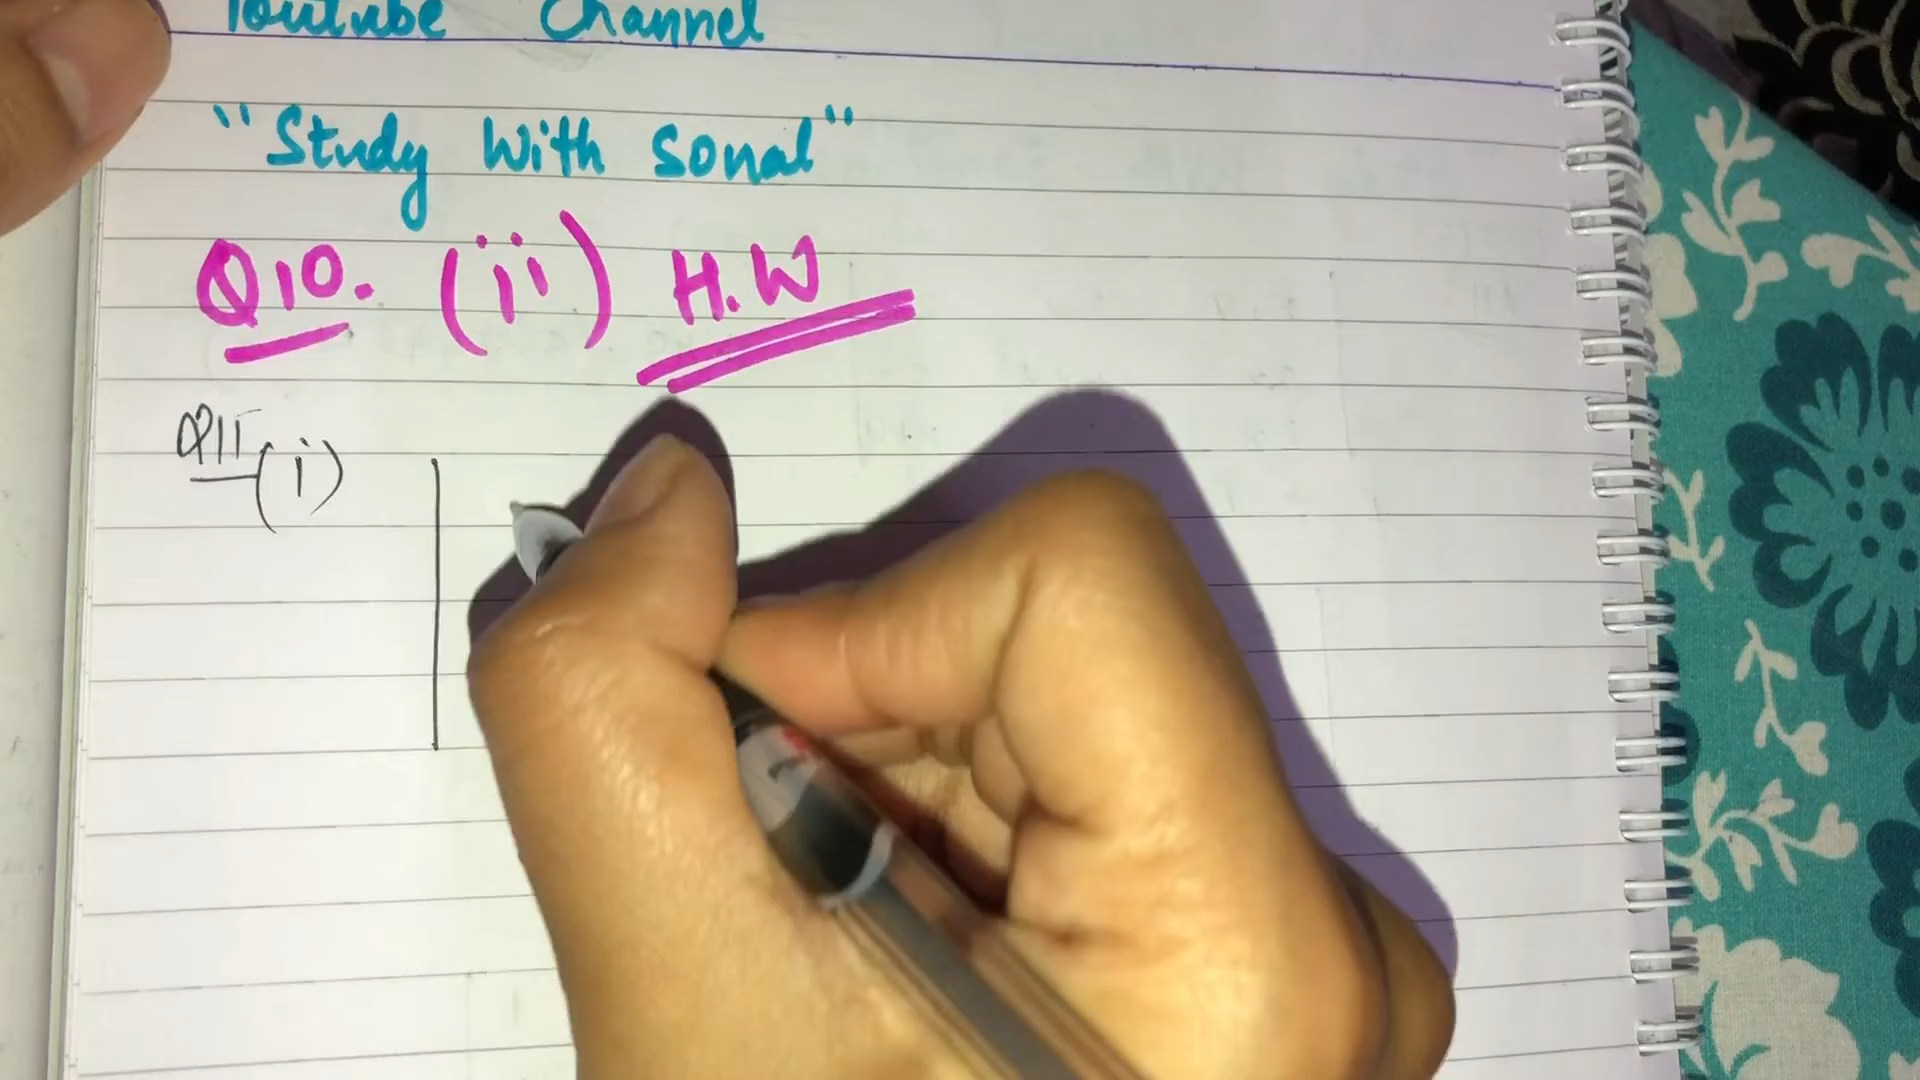 Youtube Channel
"Study With Sonal"
Q10. (ii) H.W
Q11 (i)